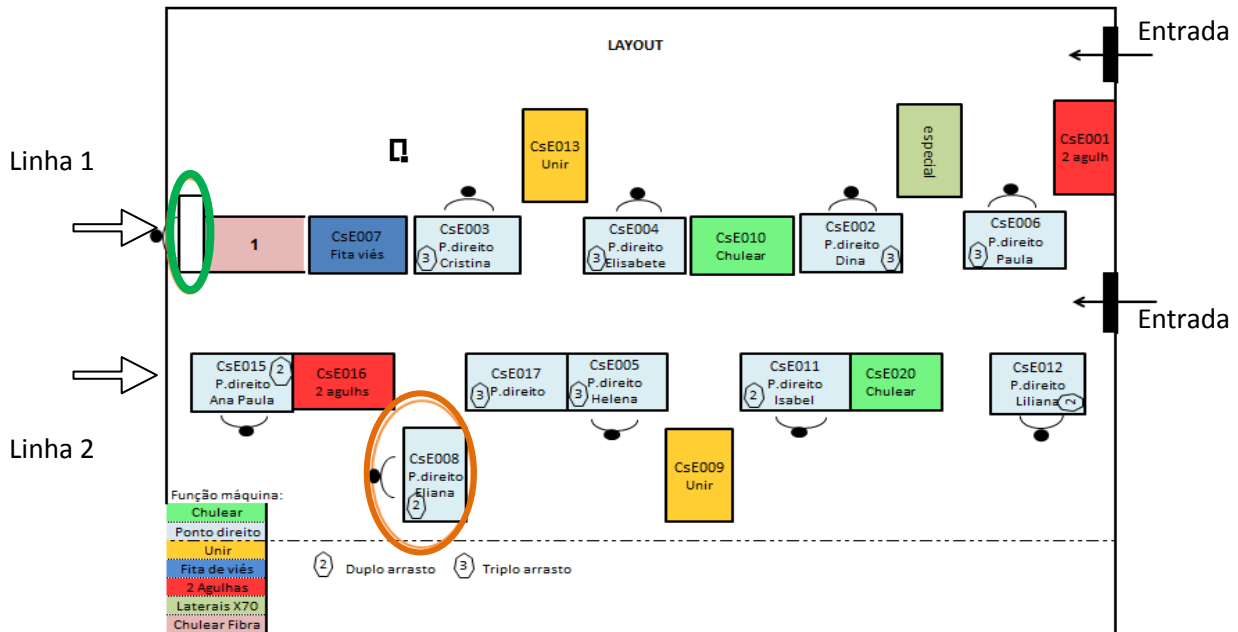 LAYOUT
Entrada
Linha 1
CsE013
Unir
especial
CsE001
2 agulh
1
CsE007
Fita viés
CsE003
P.direito
Cristina
3
CsE004
P.direito
Elisabete
3
CsE010
Chulear
CsE002
P.direito
Dina
3
CsE006
P.direito
Paula
3
Entrada
Linha 2
CsE015
P.direito
Ana Paula
2
CsE016
2 agulhs
CsE017
P.direito
3
CsE005
P.direito
Helena
3
CsE011
P.direito
Isabel
2
CsE020
Chulear
CsE012
P.direito
Liliana
2
CsE008
P.direito
Eliana
2
CsE009
Unir
Função máquina:
Chulear
Ponto direito
Unir
Fita de viés
2 Agulhas
Laterais X70
Chulear Fibra
2 Duplo arrasto
3 Triplo arrasto